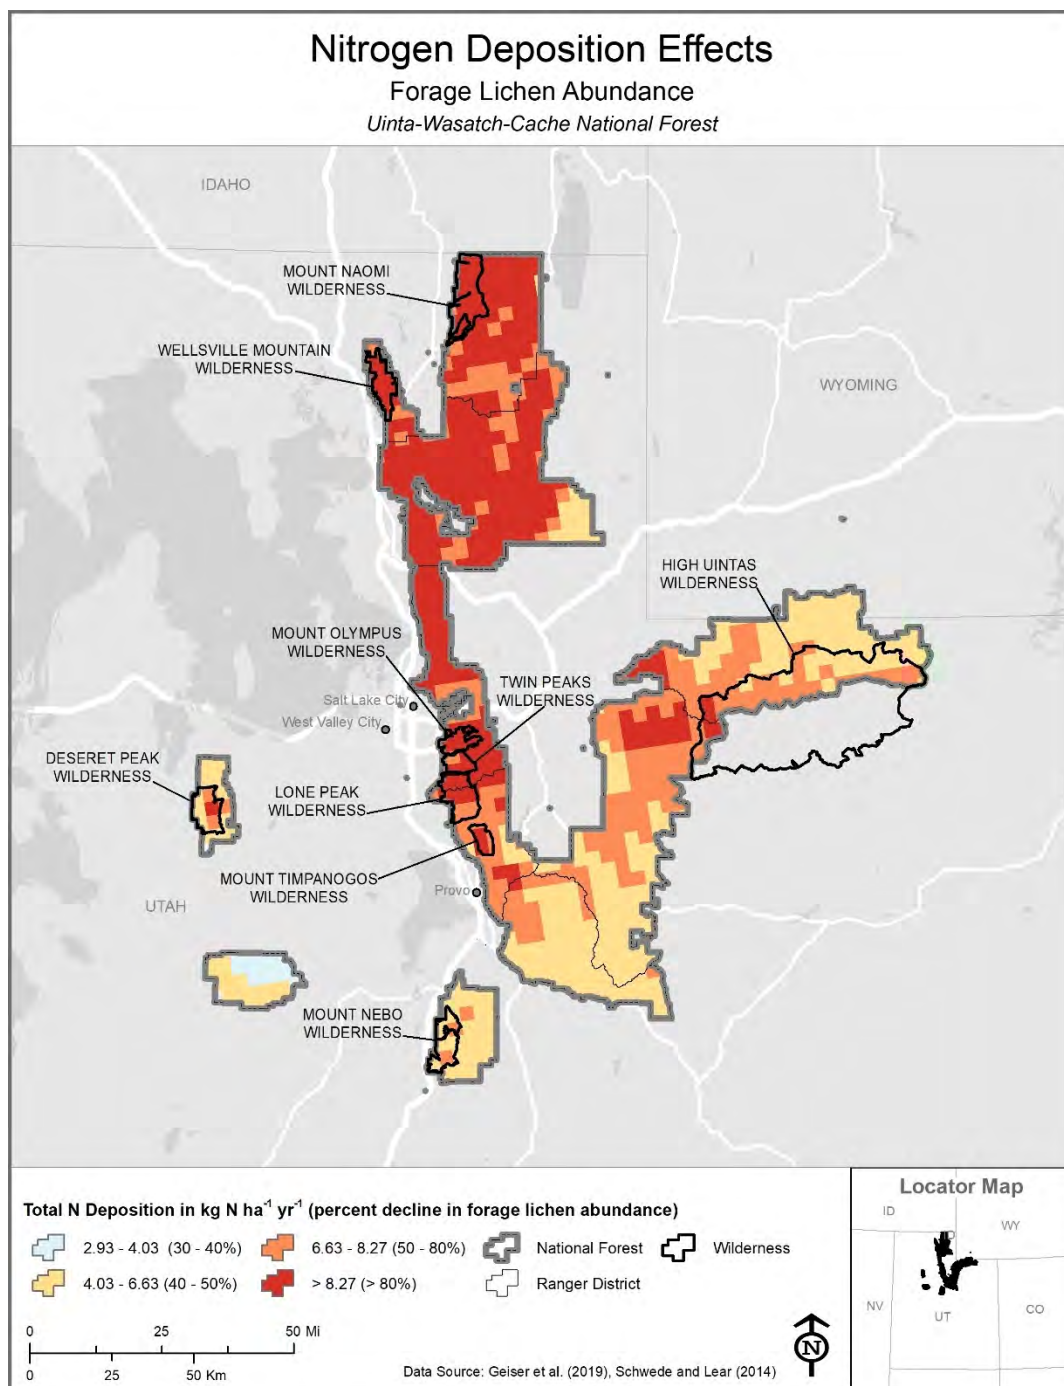 Nitrogen Deposition Effects
Forage Lichen Abundance
Uinta-Wasatch-Cache National Forest
IDAHO
MOUNT NAOMI
WILDERNESS
WELLSVILLE MOUNTAIN
WILDERNESS
WYOMING
HIGH UINTAS
WILDERNESS
MOUNT OLYMPUS
WILDERNESS
TWIN PEAKS
WILDERNESS
Salt Lake City
West Valley City
DESERET PEAK
WILDERNESS
LONE PEAK
WILDERNESS
MOUNT TIMPANOGOS
WILDERNESS
Provo
UTAH
MOUNT NEBO
WILDERNESS
Total N Deposition in kg N ha⁻¹ yr⁻¹ (percent decline in forage lichen abundance)
2.93 - 4.03 (30 - 40%)
6.63 - 8.27 (50 - 80%)
National Forest
Wilderness
4.03 - 6.63 (40 - 50%)
> 8.27 (> 80%)
Ranger District
0 25 50 Mi
0 25 50 Km
Data Source: Geiser et al. (2019), Schwede and Lear (2014)
N
Locator Map
ID
WY
NV
UT
CO